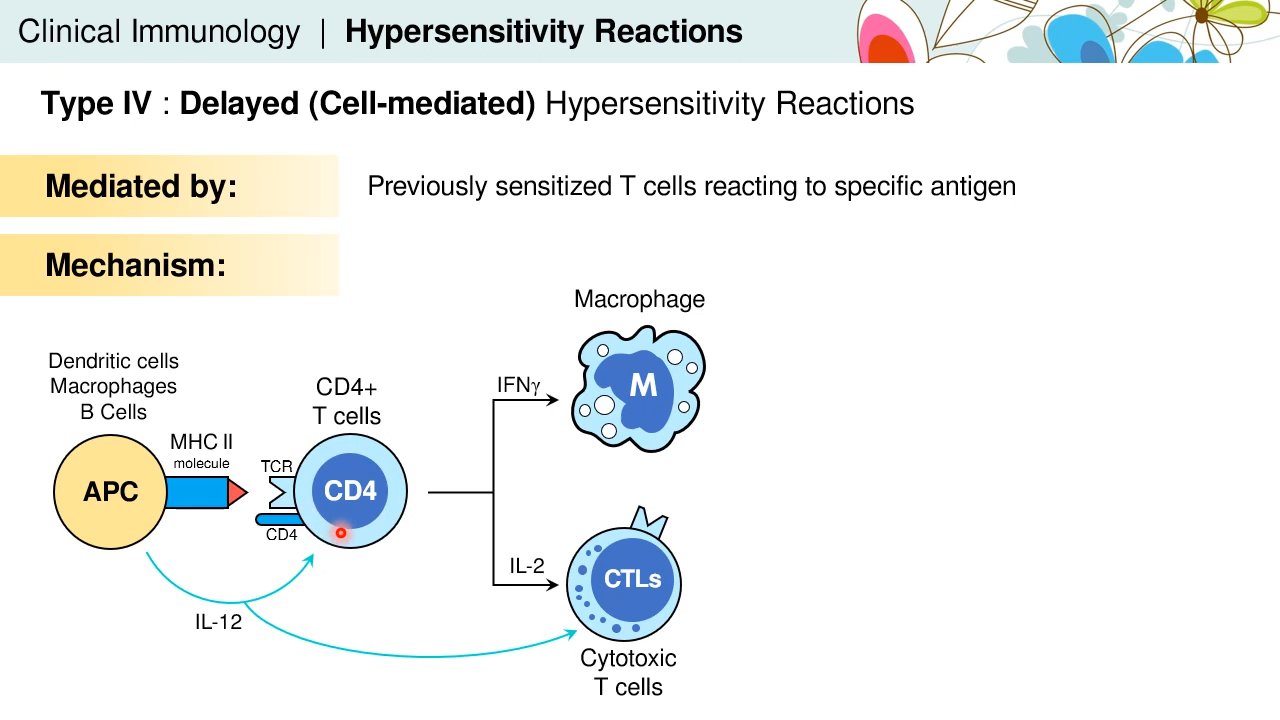 Clinical Immunology | Hypersensitivity Reactions
Type IV : Delayed (Cell-mediated) Hypersensitivity Reactions
Mediated by:
Previously sensitized T cells reacting to specific antigen
Mechanism:
Macrophage
M
Dendritic cells
Macrophages
B Cells
CD4+
T cells
IFNγ
MHC II
molecule
TCR
APC
CD4
CD4
IL-2
CTLs
IL-12
Cytotoxic
T cells